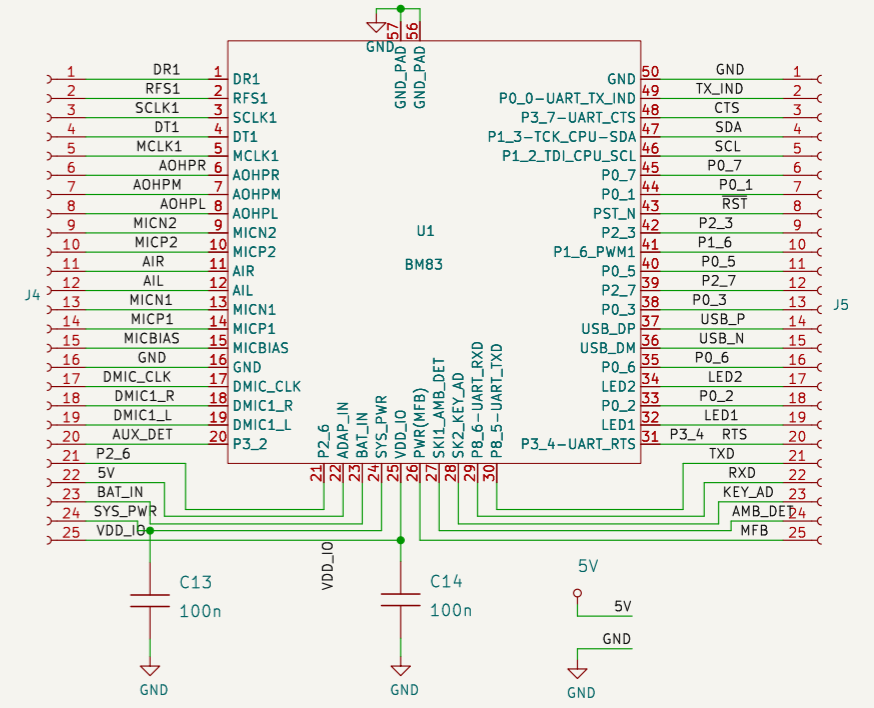 GND 57 56
GND_PAD GND_PAD
1 DR1 1 DR1 GND 50 GND 1
2 RFS1 2 RFS1 P0_0-UART_TX_IND 49 TX_IND 2
3 SCLK1 3 SCLK1 P3_7-UART_CTS 48 CTS 3
4 DT1 4 DT1 P1_3-TCK_CPU-SDA 47 SDA 4
5 MCLK1 5 MCLK1 P1_2_TDI_CPU_SCL 46 SCL 5
6 AOHPR 6 AOHPR P0_7 45 P0_7 6
7 AOHPM 7 AOHPM P0_1 44 P0_1 7
8 AOHPL 8 AOHPL PST_N 43 RST 8
9 MICN2 9 MICN2 U1 P2_3 42 P2_3 9
10 MICP2 10 MICP2 P1_6_PWM1 41 P1_6 10
11 AIR 11 AIR BM83 P0_5 40 P0_5 11
12 AIL 12 AIL P2_7 39 P2_7 12
J4 13 MICN1 13 MICN1 P0_3 38 P0_3 13 J5
14 MICP1 14 MICP1 USB_DP 37 USB_P 14
15 MICBIAS 15 MICBIAS USB_DM 36 USB_N 15
16 GND 16 GND P0_6 35 P0_6 16
17 DMIC_CLK 17 DMIC_CLK LED2 34 LED2 17
18 DMIC1_R 18 DMIC1_R P0_2 33 P0_2 18
19 DMIC1_L 19 DMIC1_L LED1 32 LED1 19
20 AUX_DET 20 P3_2 P3_4-UART_RTS 31 P3_4 RTS 20
P2_6 ADAP_IN BAT_IN SYS_PWR VDD_IO PWR(MFB) SKI1_AMB_DET SK2_KEY_AD P8_6-UART_RXD P8_5-UART_TXD
21 22 23 24 25 26 27 28 29 30
21 P2_6 TXD 21
22 5V RXD 22
23 BAT_IN KEY_AD 23
24 SYS_PWR AMB_DET 24
25 VDD_IO MFB 25
VDD_IO
C13 C14 5V
100n 100n 5V
GND
GND GND GND